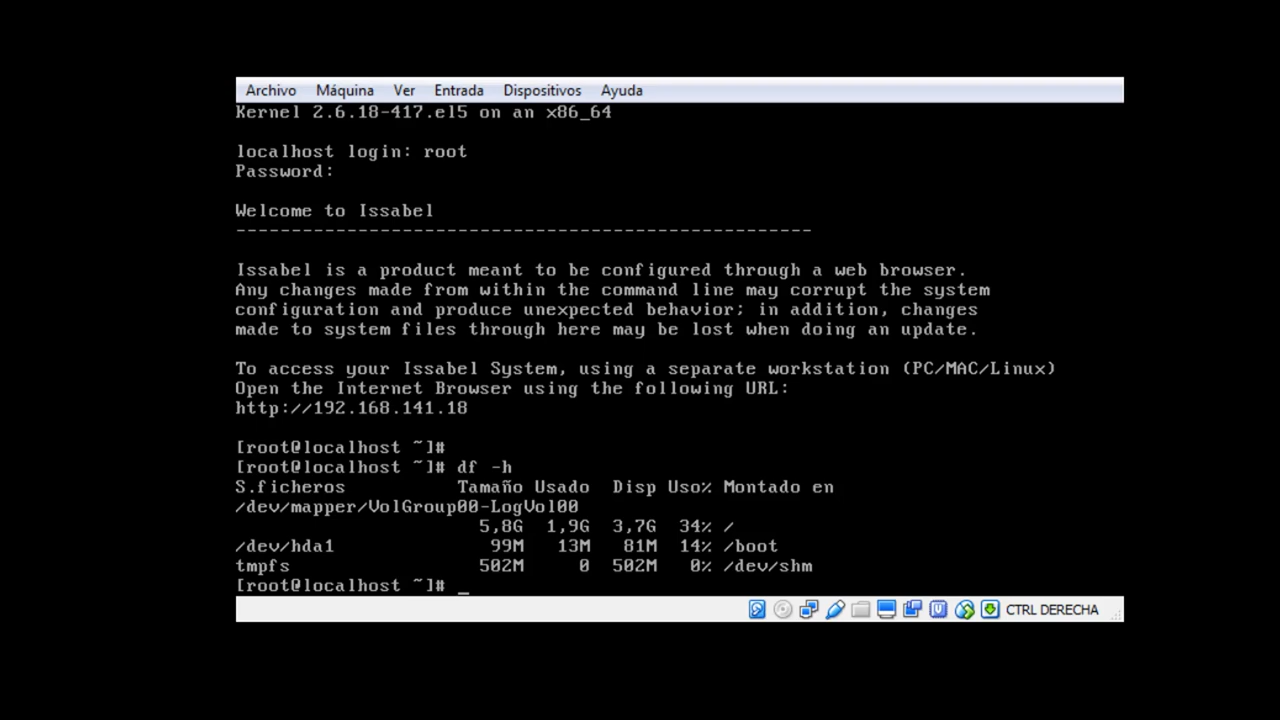 Archivo Máquina Ver Entrada Dispositivos Ayuda
Kernel 2.6.18-417.el5 on an x86_64
localhost login: root
Password:
Welcome to Issabel
----------------------------------------------------
Issabel is a product meant to be configured through a web browser.
Any changes made from within the command line may corrupt the system
configuration and produce unexpected behavior; in addition, changes
made to system files through here may be lost when doing an update.
To access your Issabel System, using a separate workstation (PC/MAC/Linux)
Open the Internet Browser using the following URL:
http://192.168.141.18
[root@localhost ~]#
[root@localhost ~]# df -h
S.ficheros Tamaño Usado Disp Uso% Montado en
/dev/mapper/VolGroup00-LogVol00
5,8G 1,9G 3,7G 34% /
/dev/hda1 99M 13M 81M 14% /boot
tmpfs 502M 0 502M 0% /dev/shm
[root@localhost ~]# _
CTRL DERECHA